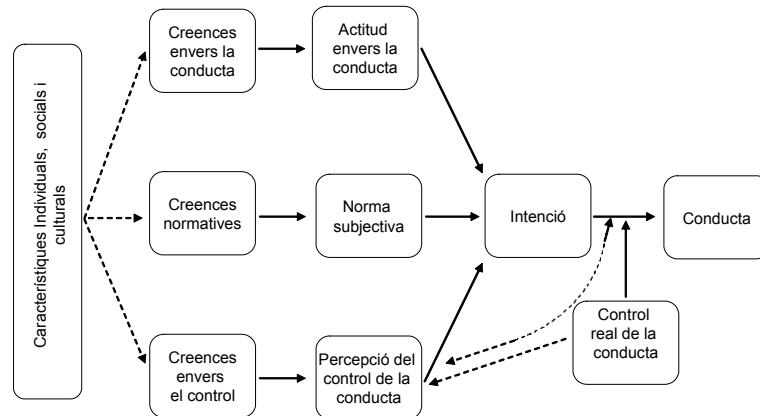 Característiques Individuals, socials i
culturals
Creences
envers la
conducta
Actitud
envers la
conducta
Creences
normatives
Norma
subjectiva
Intenció
Conducta
Creences
envers
el control
Percepció del
control de la
conducta
Control
real de la
conducta